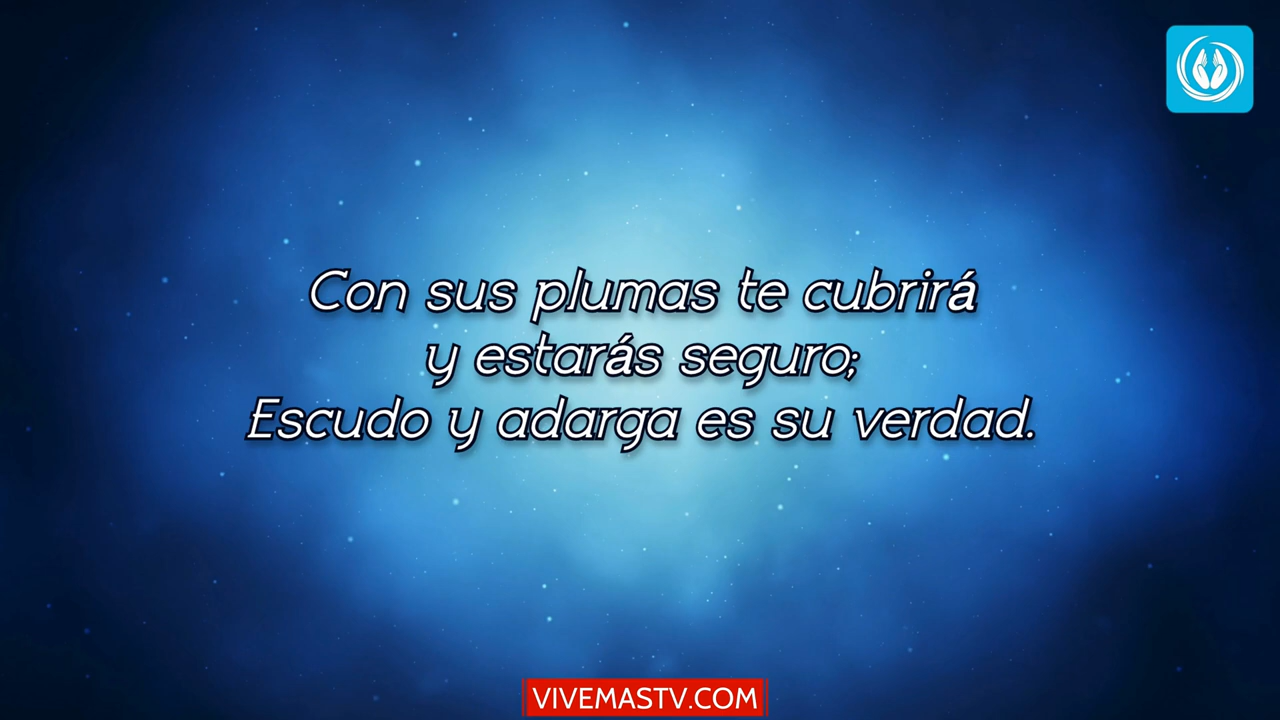 Con sus plumas te cubrirá
y estarás seguro;
Escudo y adarga es su verdad.
VIVEMASTV.COM